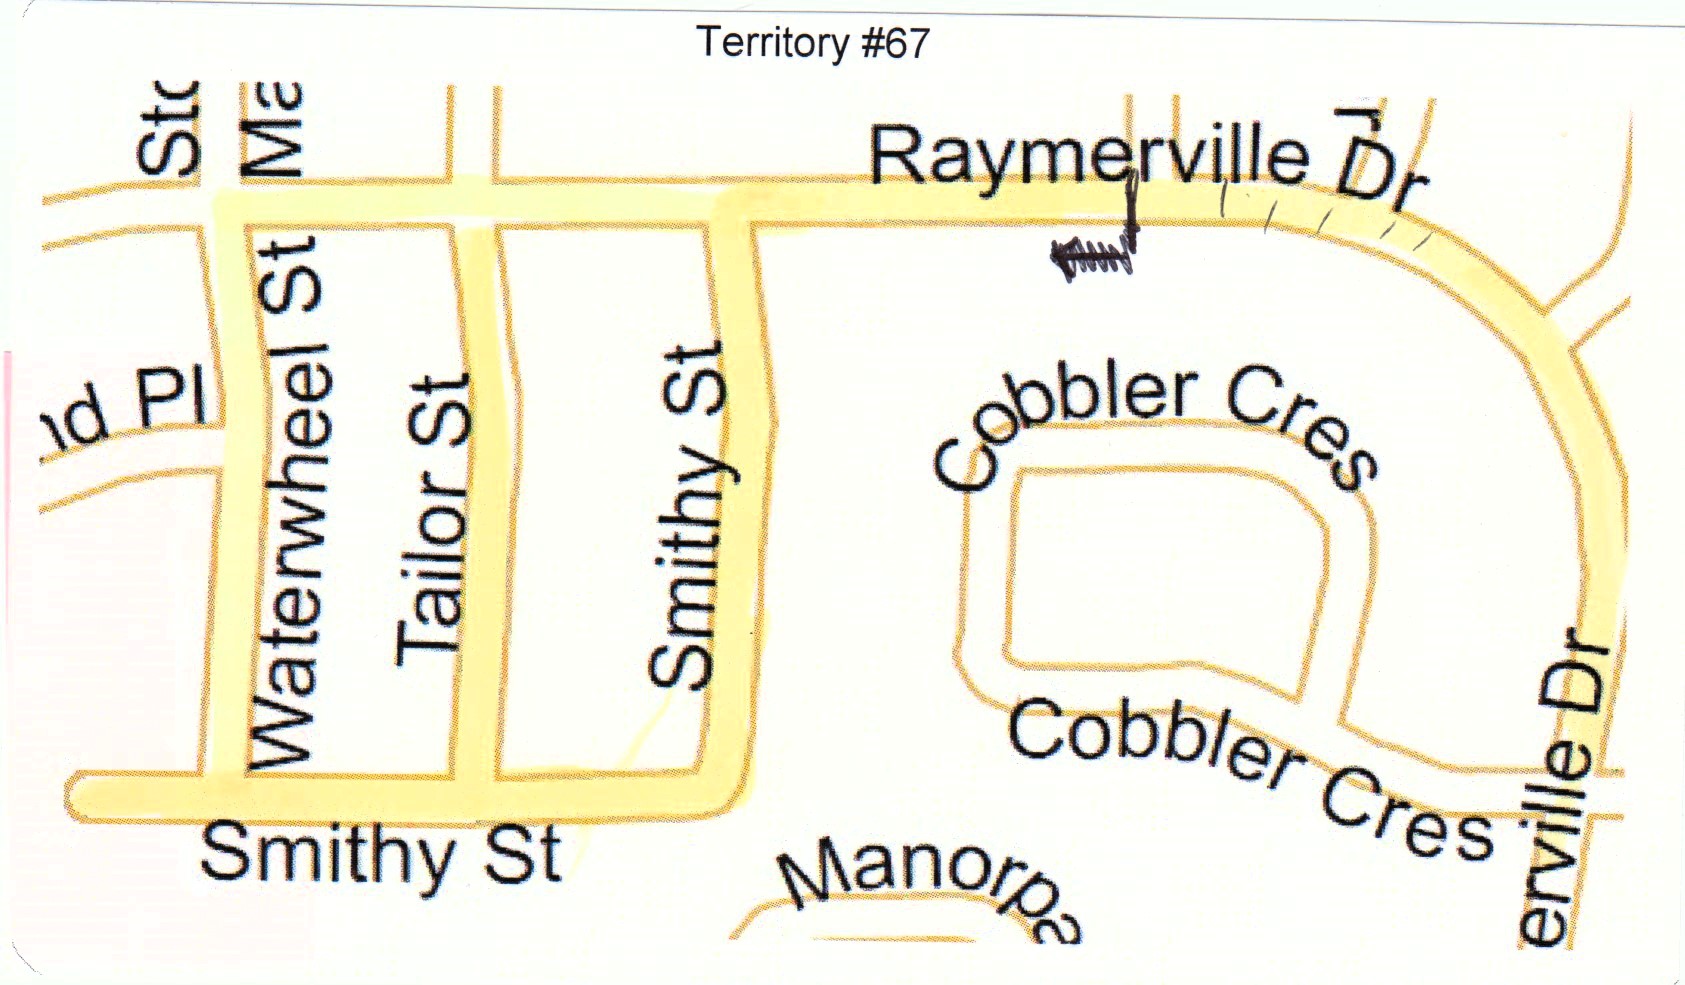 Territory #67
Sto
Ma
Raymerville Dr
r
nd Pl
Waterwheel St
Tailor St
Smithy St
Cobbler Cres
Cobbler Cres
Smithy St
Manorpa
erville Dr